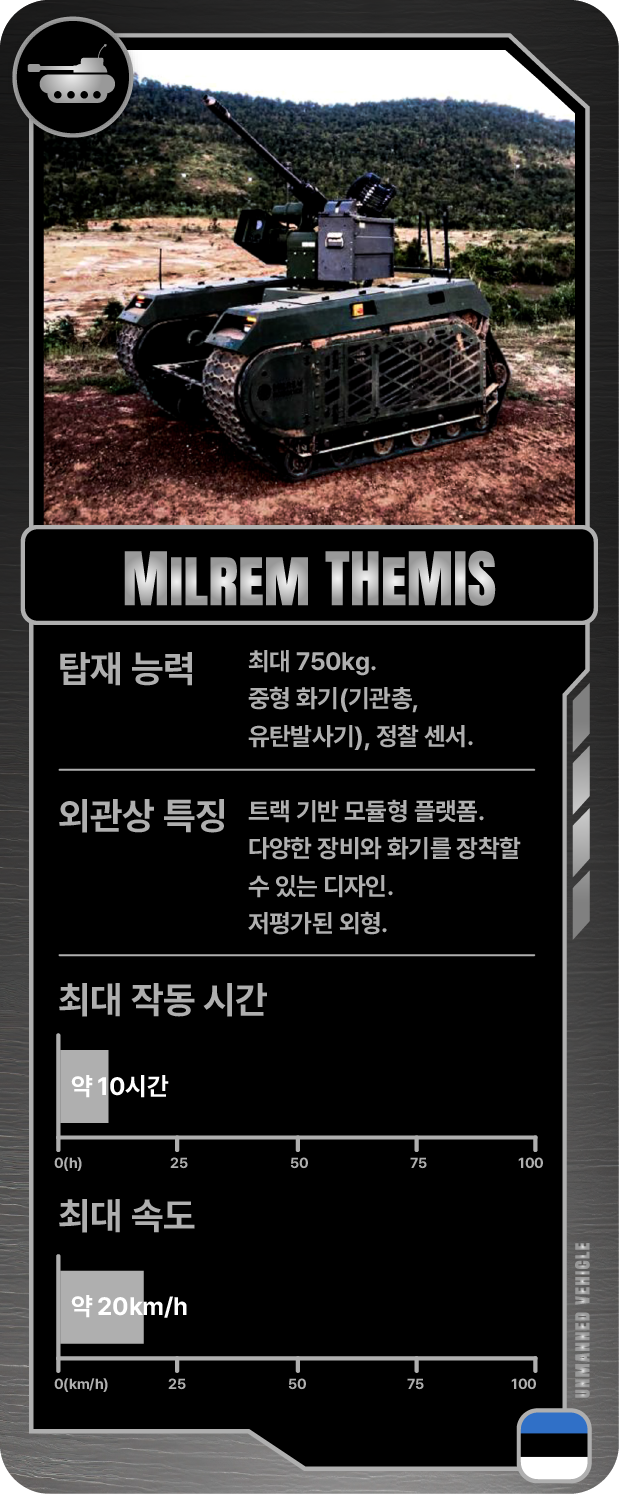 MILREM THeMIS
탑재 능력
최대 750kg.
중형 화기(기관총,
유탄발사기), 정찰 센서.
외관상 특징
트랙 기반 모듈형 플랫폼.
다양한 장비와 화기를 장착할
수 있는 디자인.
저평가된 외형.
최대 작동 시간
약 10시간
0(h) 25 50 75 100
최대 속도
약 20km/h
0(km/h) 25 50 75 100
UNMANNED VEHICLE